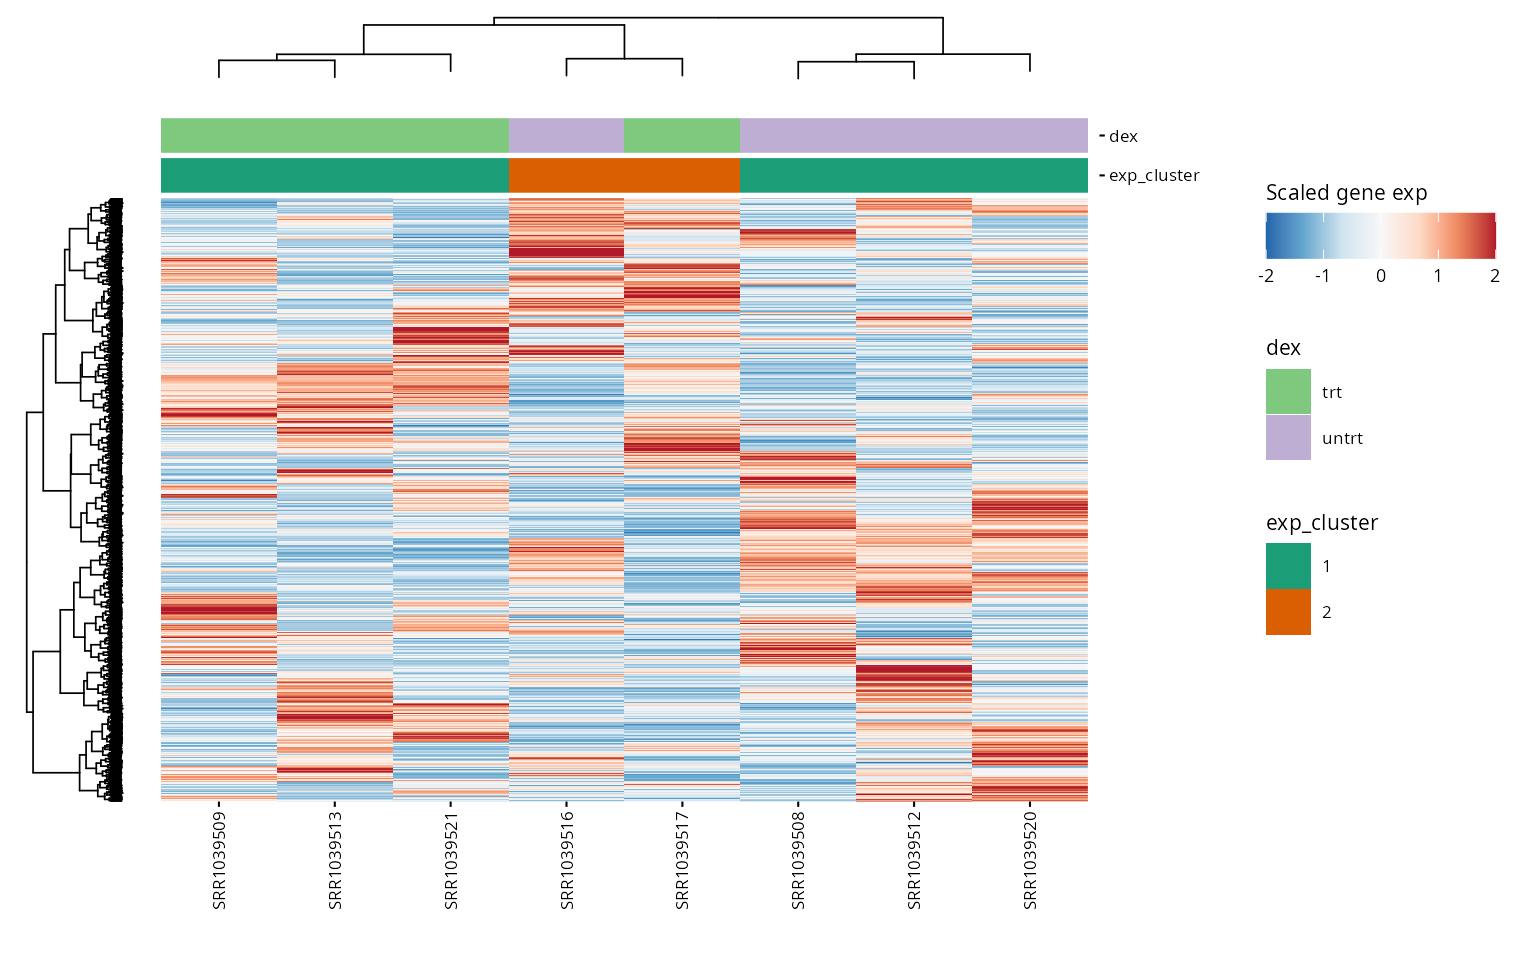 dex
exp_cluster
Scaled gene exp
-2 -1 0 1 2
dex
trt
untrt
exp_cluster
1
2
SRR1039509
SRR1039513
SRR1039521
SRR1039516
SRR1039517
SRR1039508
SRR1039512
SRR1039520